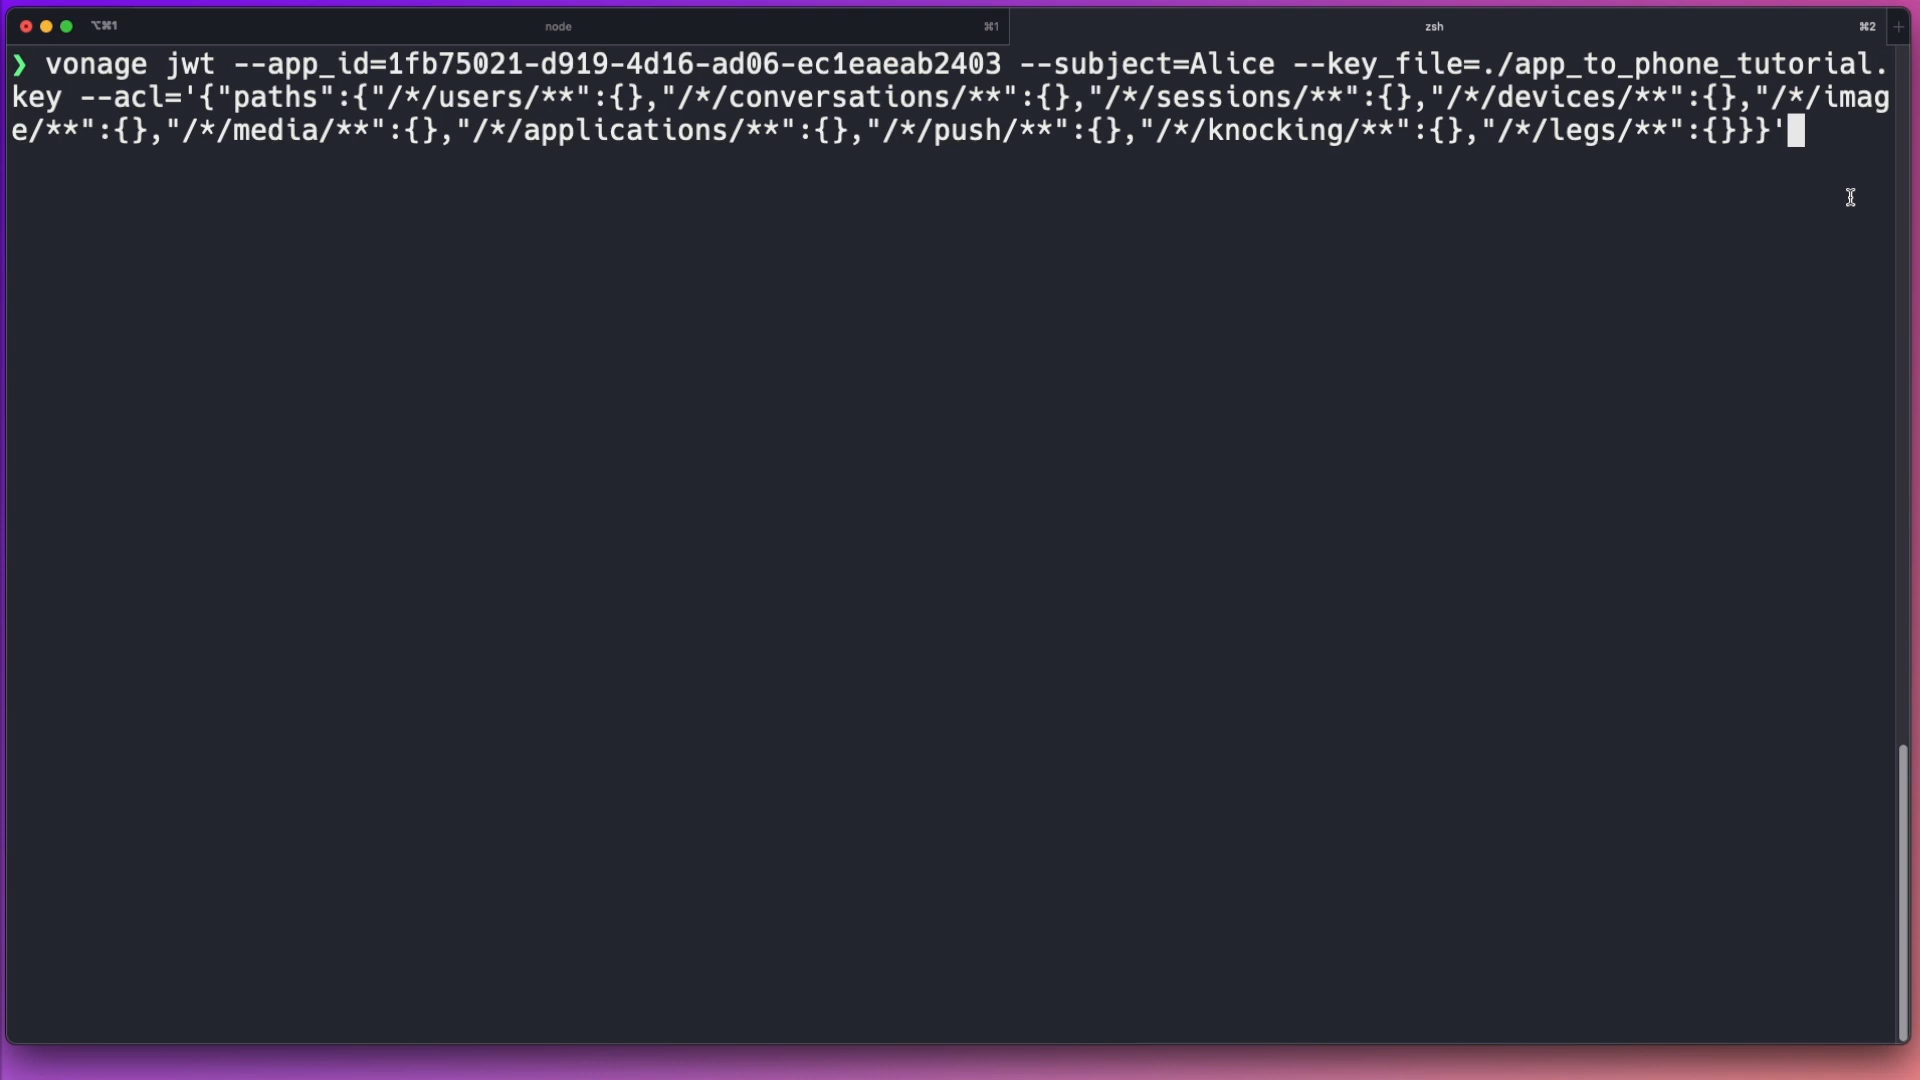 ⌥⌘1 node ⌘1 zsh ⌘2 +
❯ vonage jwt --app_id=1fb75021-d919-4d16-ad06-ec1eaeab2403 --subject=Alice --key_file=./app_to_phone_tutorial.
key --acl='{"paths":{"/*/users/**":{},"/*/conversations/**":{},"/*/sessions/**":{},"/*/devices/**":{},"/*/imag
e/**":{},"/*/media/**":{},"/*/applications/**":{},"/*/push/**":{},"/*/knocking/**":{},"/*/legs/**":{}}}'